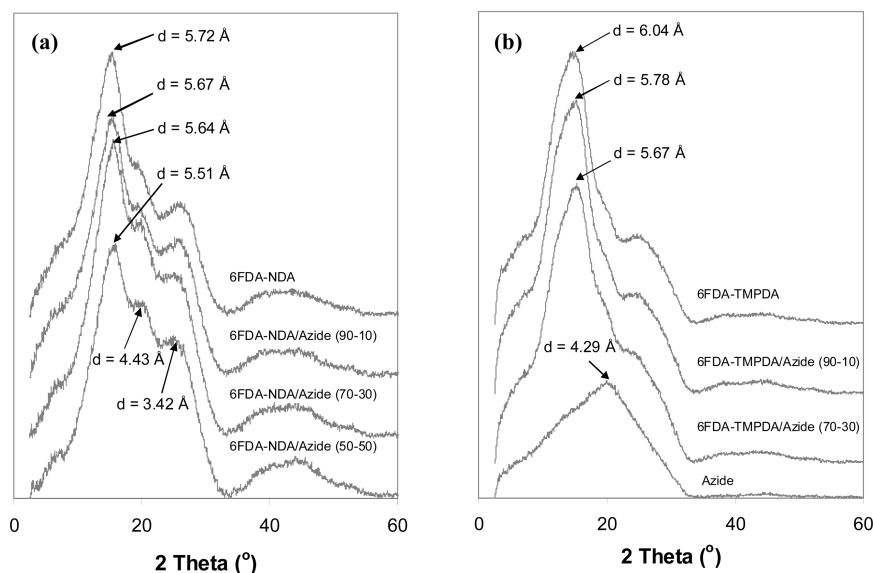 (a)
d = 5.72 Å
d = 5.67 Å
d = 5.64 Å
d = 5.51 Å
6FDA-NDA
6FDA-NDA/Azide (90-10)
d = 4.43 Å
6FDA-NDA/Azide (70-30)
d = 3.42 Å
6FDA-NDA/Azide (50-50)
0 20 40 60
2 Theta (°)
(b)
d = 6.04 Å
d = 5.78 Å
d = 5.67 Å
6FDA-TMPDA
d = 4.29 Å
6FDA-TMPDA/Azide (90-10)
6FDA-TMPDA/Azide (70-30)
Azide
0 20 40 60
2 Theta (°)